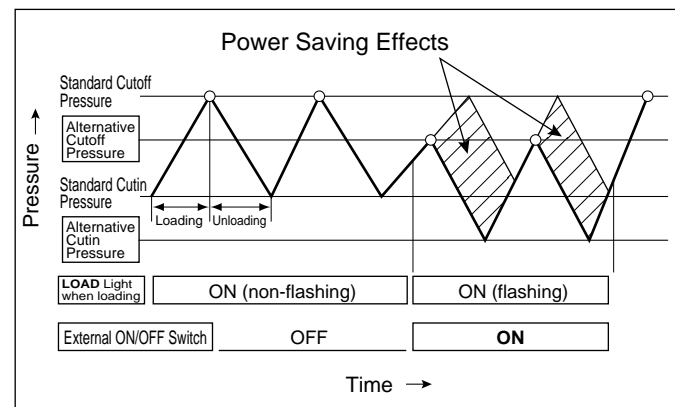 Power Saving Effects
Standard Cutoff
Pressure
Alternative
Cutoff
Pressure
Standard Cutin
Pressure
Alternative
Cutin
Pressure
Pressure →
Loading
Unloading
LOAD Light
when loading
ON (non-flashing)
ON (flashing)
External ON/OFF Switch
OFF
ON
Time →